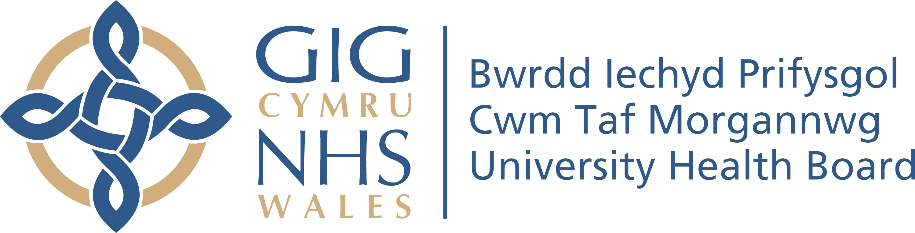 GIG
CYMRU
NHS
WALES
Bwrdd Iechyd Prifysgol
Cwm Taf Morgannwg
University Health Board